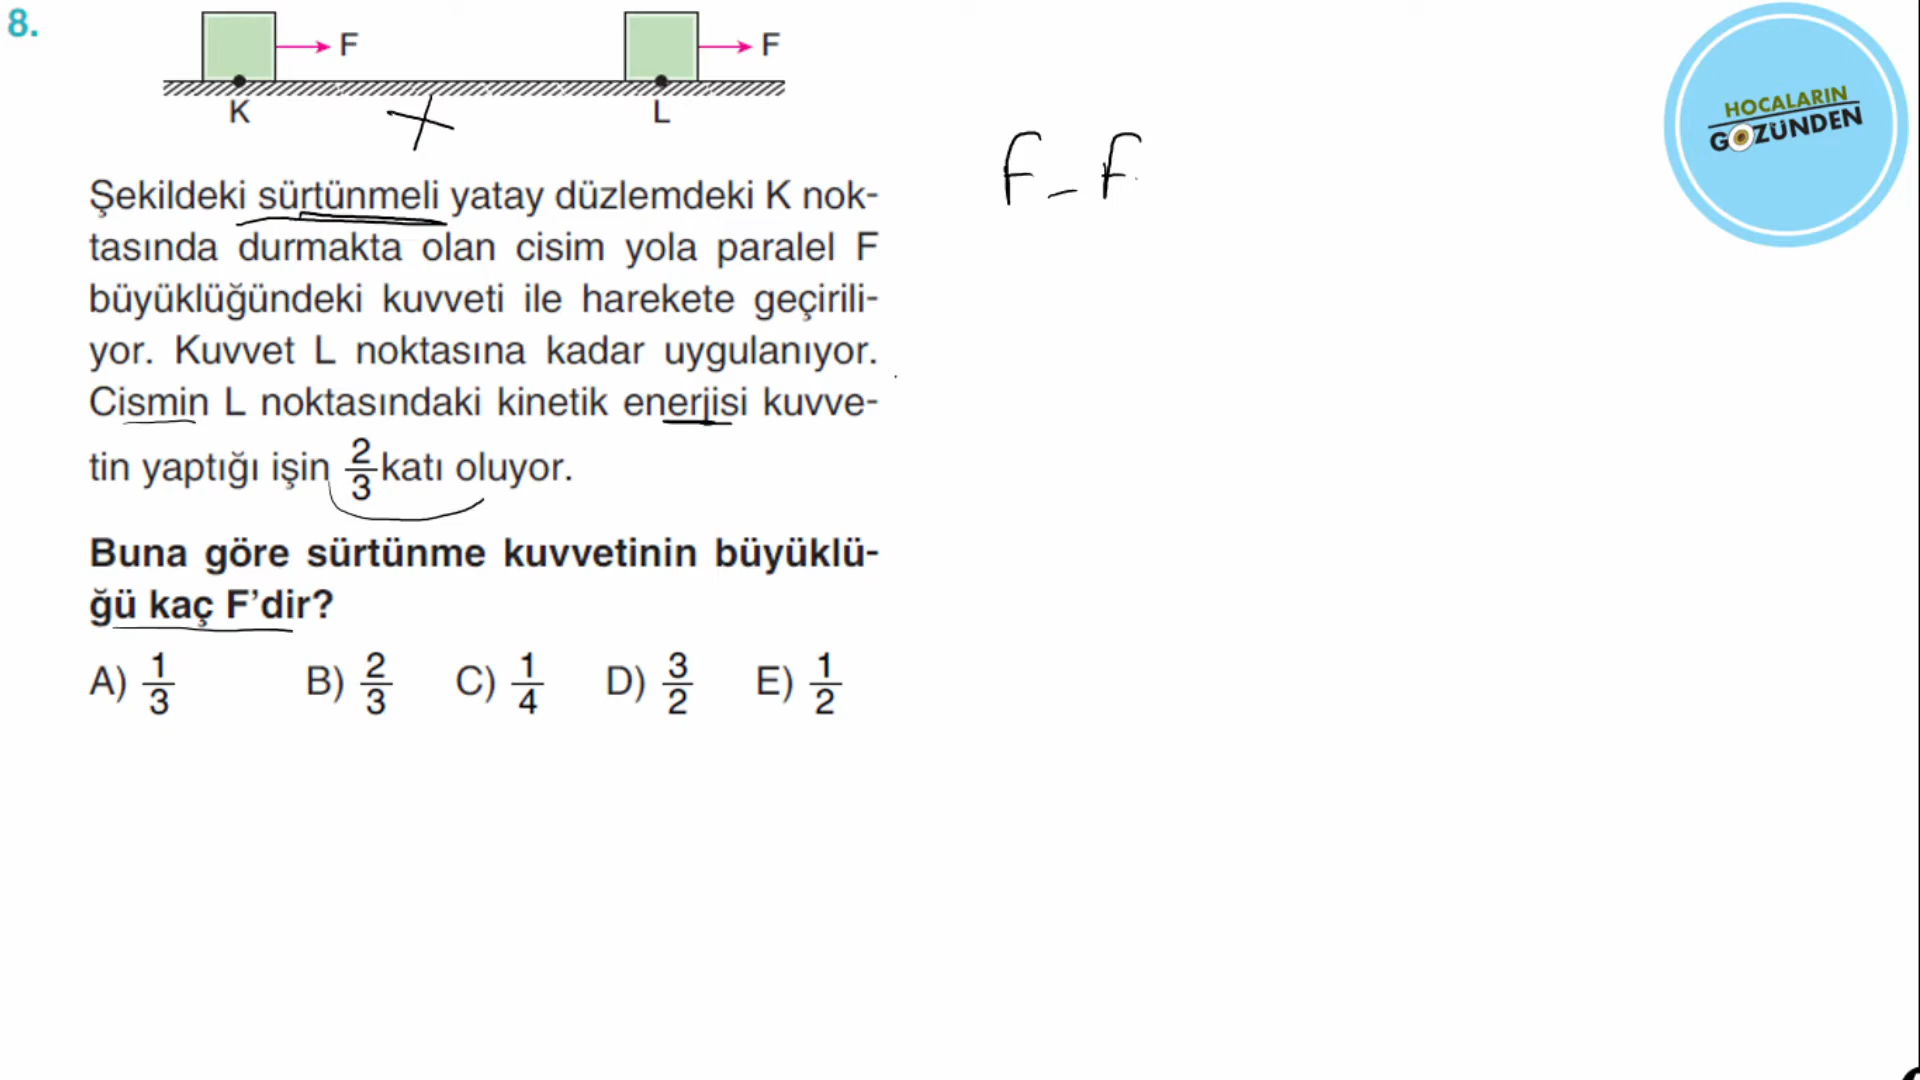 8.
F F
K L
x
F - F
HOCALARIN
GÖZÜNDEN
Şekildeki sürtünmeli yatay düzlemdeki K nok-
tasında durmakta olan cisim yola paralel F
büyüklüğündeki kuvveti ile harekete geçirili-
yor. Kuvvet L noktasına kadar uygulanıyor.
Cismin L noktasındaki kinetik enerjisi kuvve-
tin yaptığı işin 2/3 katı oluyor.
Buna göre sürtünme kuvvetinin büyüklü-
ğü kaç F'dir?
A) 1/3 B) 2/3 C) 1/4 D) 3/2 E) 1/2